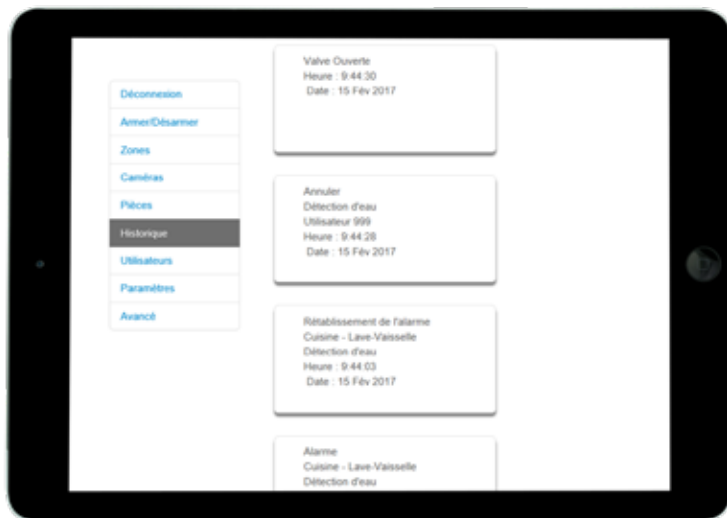 Déconnexion
Armer/Désarmer
Zones
Caméras
Pièces
Historique
Utilisateurs
Paramètres
Avancé
Valve Ouverte
Heure : 9:44:30
Date : 15 Fév 2017
Annuler
Détection d'eau
Utilisateur 999
Heure : 9:44:28
Date : 15 Fév 2017
Rétablissement de l'alarme
Cuisine - Lave-Vaisselle
Détection d'eau
Heure : 9:44:03
Date : 15 Fév 2017
Alarme
Cuisine - Lave-Vaisselle
Détection d'eau